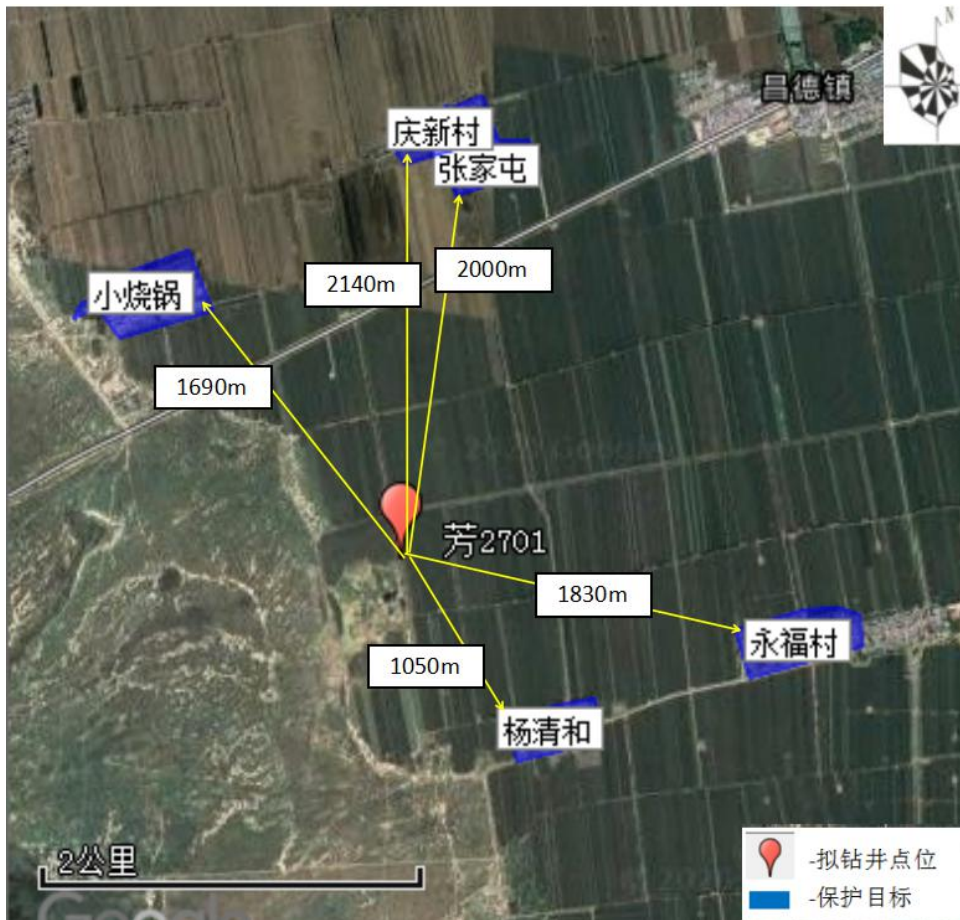 N
昌德镇
庆新村
张家屯
2000m
2140m
小烧锅
1690m
芳2701
1830m
永福村
1050m
杨清和
2公里
-拟钻井点位
-保护目标
Google